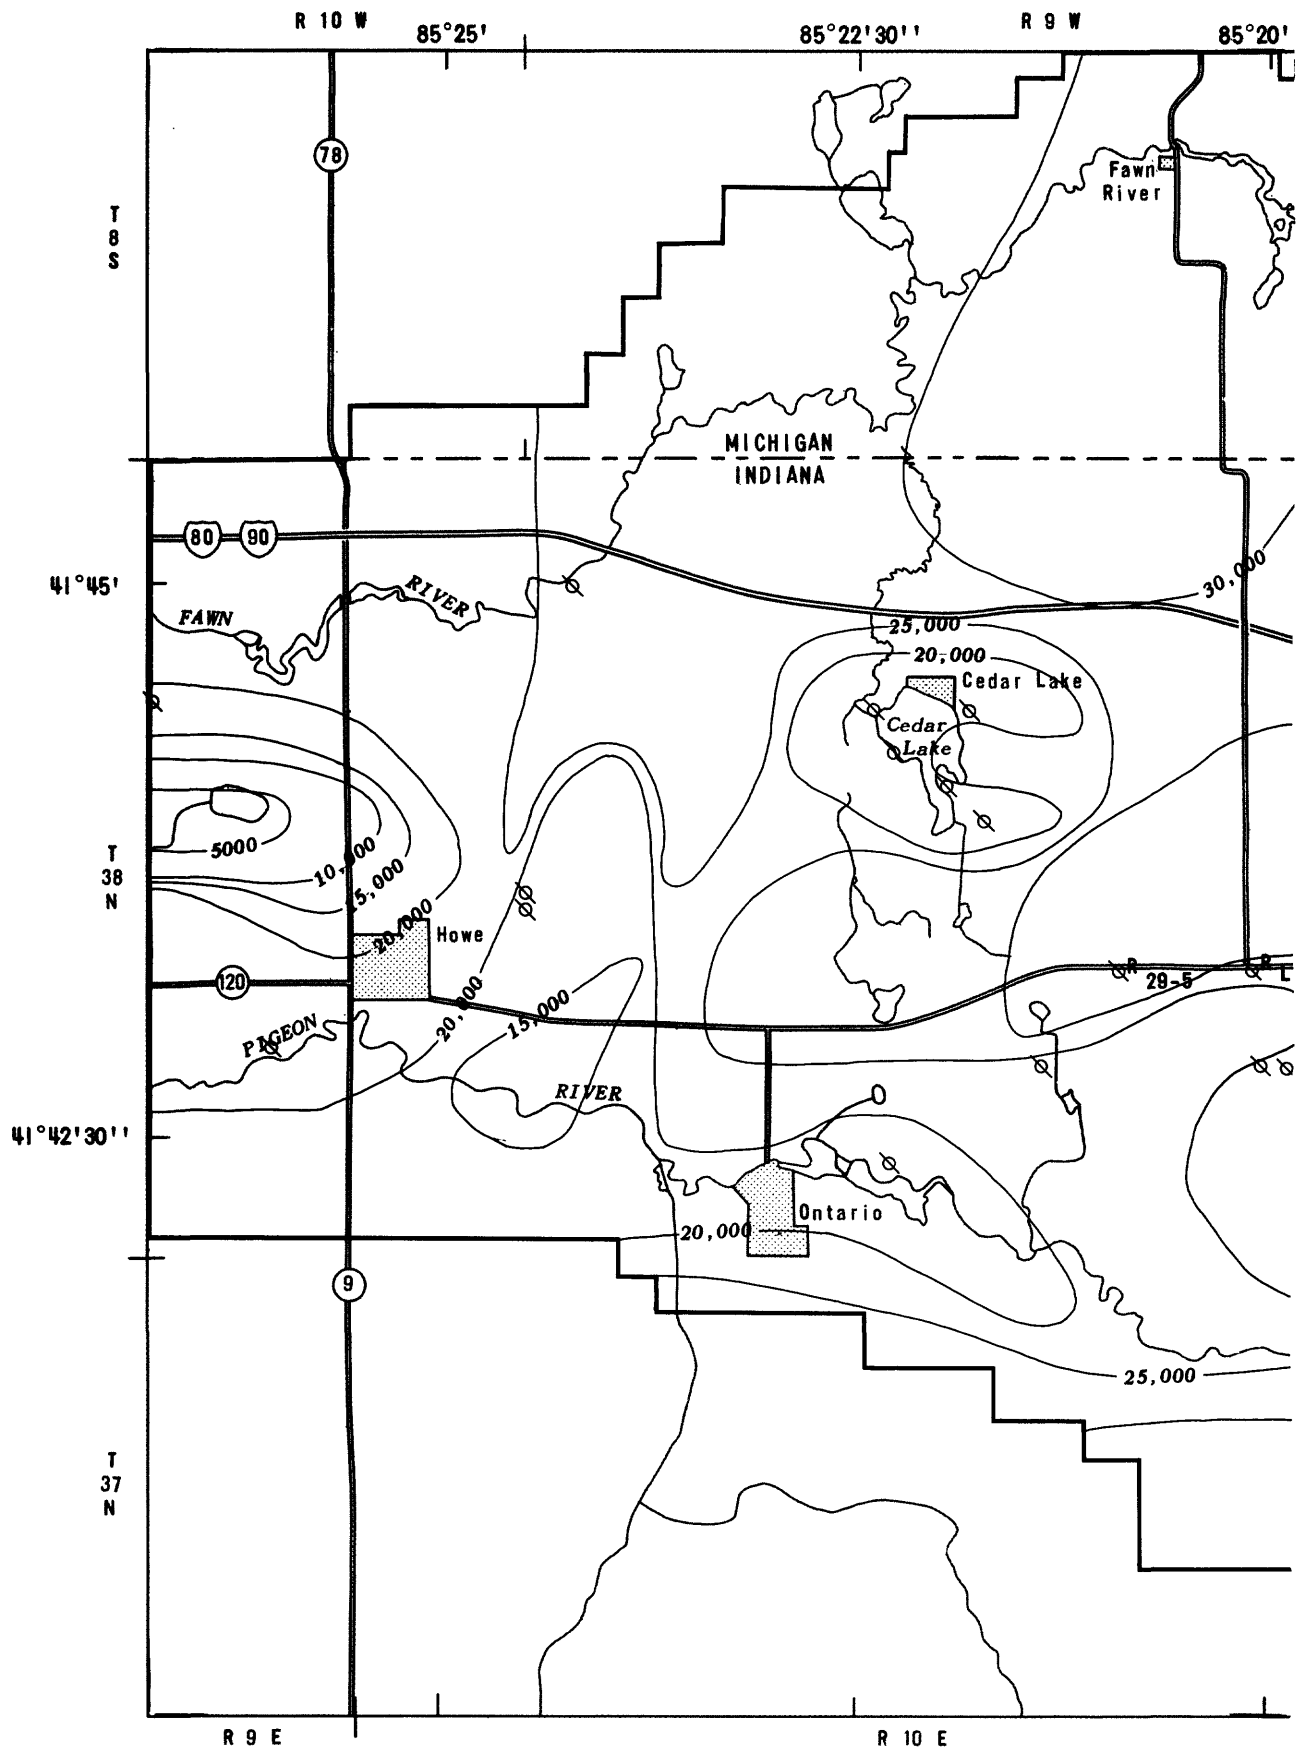 R 10 W
R 9 W
85°25'
85°22'30''
85°20'
78
Fawn
River
T
8
S
MICHIGAN
INDIANA
80
90
41°45'
RIVER
FAWN
30,000
25,000
20,000
Cedar Lake
Cedar
Lake
5000
10,000
15,000
T
38
N
20,000
Howe
120
R
R
29-5
L
20,000
15,000
PIGEON
RIVER
41°42'30''
Ontario
20,000
9
25,000
T
37
N
R 9 E
R 10 E